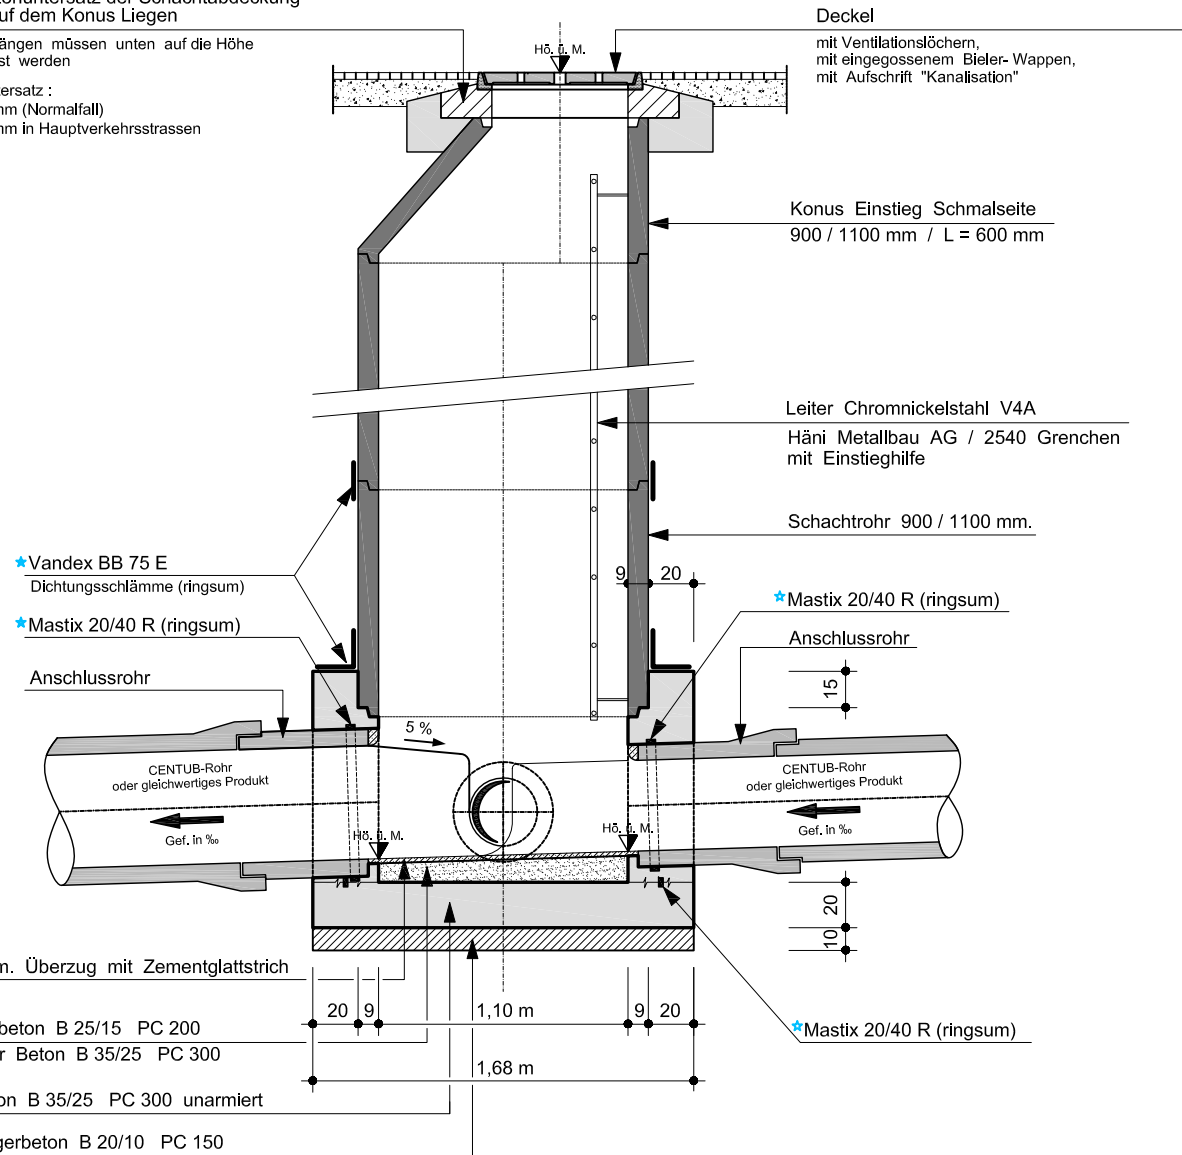 auf dem Konus Liegen
müssen unten auf die Höhe
werden
mm (Normalfall)
mm in Hauptverkehrsstrassen
Hö. ü. M.
Deckel
mit Ventilationslöchern,
mit eingegossenem Bieler- Wappen,
mit Aufschrift "Kanalisation"
Konus Einstieg Schmalseite
900 / 1100 mm / L = 600 mm
Leiter Chromnickelstahl V4A
Häni Metallbau AG / 2540 Grenchen
mit Einstieghilfe
Schachtrohr 900 / 1100 mm.
Vandex BB 75 E
Dichtungsschlämme (ringsum)
9 20
Mastix 20/40 R (ringsum)
Mastix 20/40 R (ringsum)
Anschlussrohr
Anschlussrohr
15
5 %
CENTUB-Rohr
oder gleichwertiges Produkt
Gef. in ‰
CENTUB-Rohr
oder gleichwertiges Produkt
Gef. in ‰
Hö. ü. M.
Hö. ü. M.
20
10
m. Überzug mit Zementglattstrich
20 9 1,10 m 9 20
beton B 25/15 PC 200
r Beton B 35/25 PC 300
Mastix 20/40 R (ringsum)
1,68 m
on B 35/25 PC 300 unarmiert
gerbeton B 20/10 PC 150